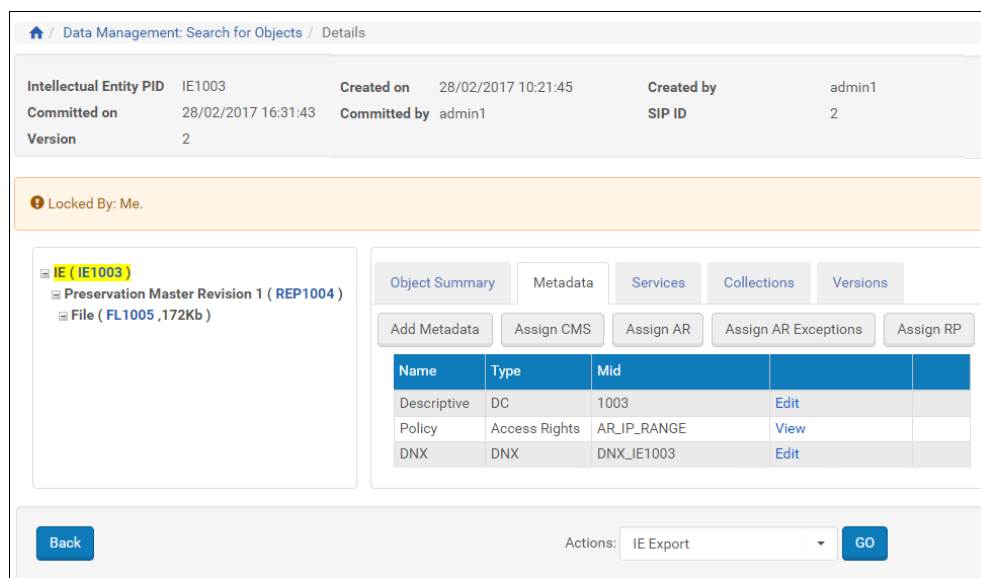 / Data Management: Search for Objects / Details
Intellectual Entity PID IE1003 Created on 28/02/2017 10:21:45 Created by admin1
Committed on 28/02/2017 16:31:43 Committed by admin1 SIP ID 2
Version 2
Locked By: Me.
IE ( IE1003 )
Preservation Master Revision 1 ( REP1004 )
File ( FL1005 ,172Kb )
Object Summary Metadata Services Collections Versions
Add Metadata Assign CMS Assign AR Assign AR Exceptions Assign RP
Name Type Mid
Descriptive DC 1003 Edit
Policy Access Rights AR_IP_RANGE View
DNX DNX DNX_IE1003 Edit
Back Actions: IE Export GO